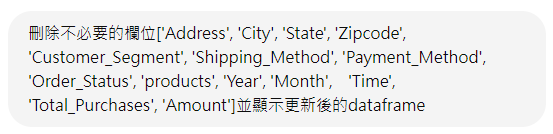 刪除不必要的欄位['Address', 'City', 'State', 'Zipcode',
'Customer_Segment', 'Shipping_Method', 'Payment_Method',
'Order_Status', 'products', 'Year', 'Month',　'Time',
'Total_Purchases', 'Amount']並顯示更新後的dataframe